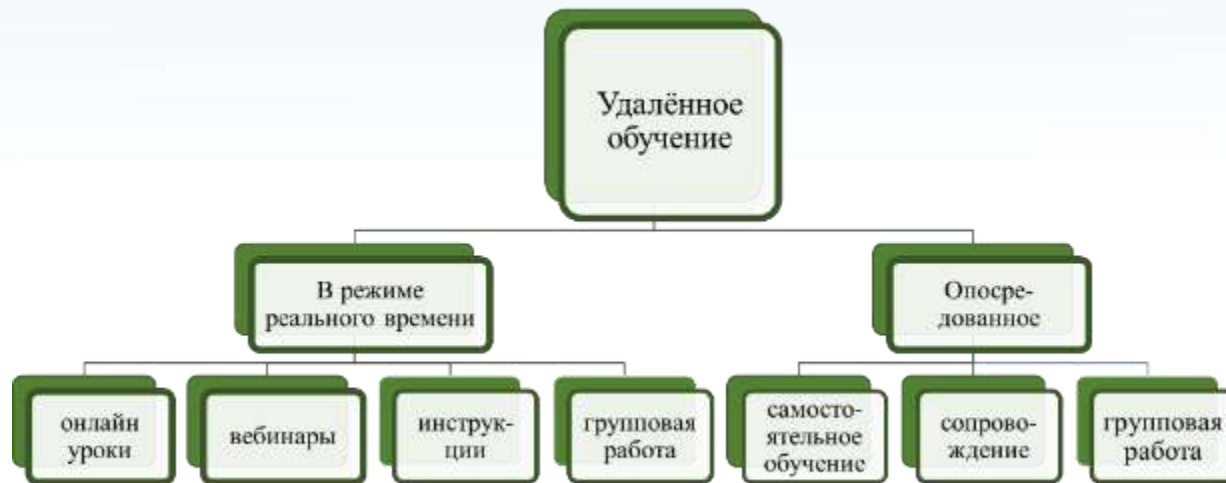 Удалённое
обучение
В режиме
реального времени
Опосре-
дованное
онлайн
уроки
вебинары
инструк-
ции
групповая
работа
самосто-
ятельное
обучение
сопрово-
ждение
групповая
работа